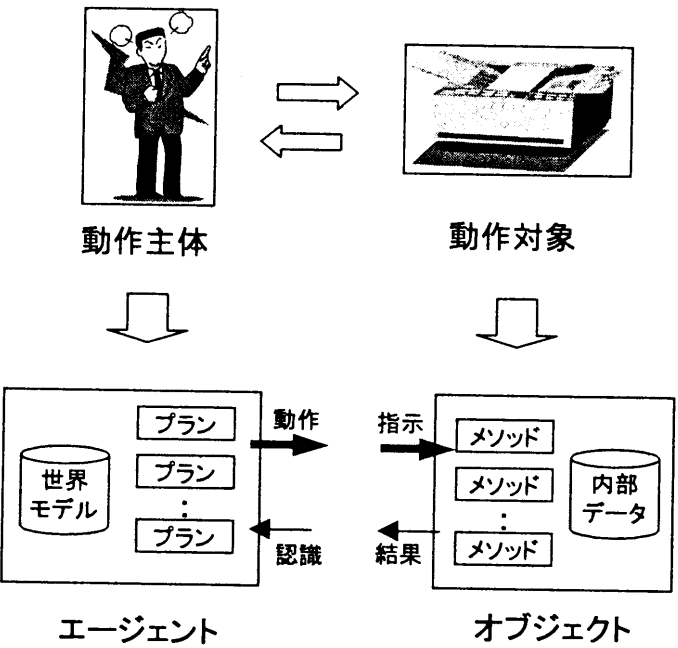 動作主体
動作対象
プラン
プラン
:
プラン
世界
モデル
動作
認識
指示
結果
メソッド
メソッド
:
メソッド
内部
データ
エージェント
オブジェクト